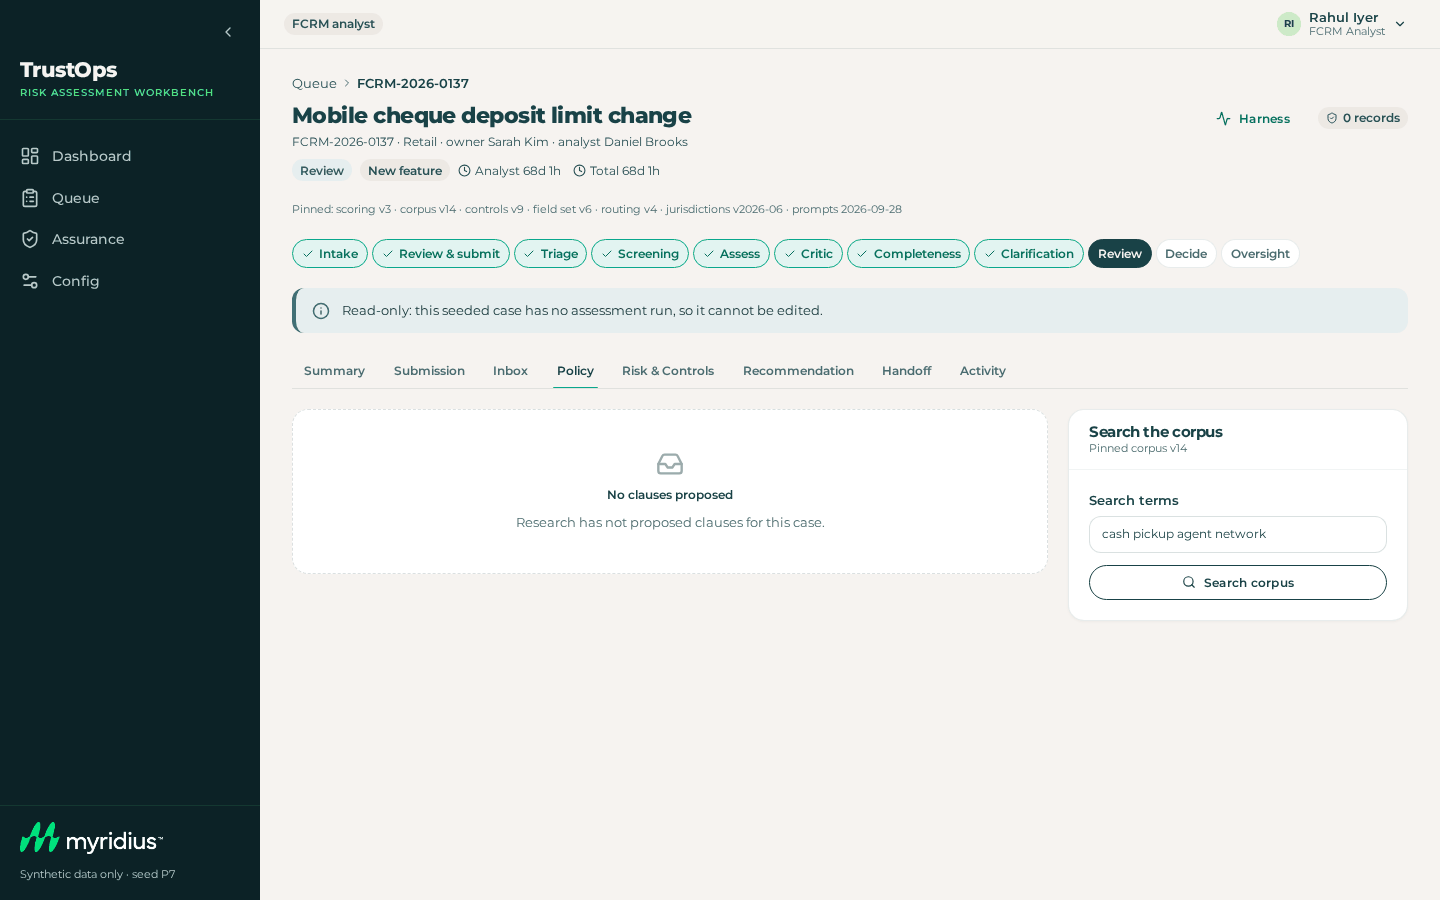 TrustOps
RISK ASSESSMENT WORKBENCH
Dashboard
Queue
Assurance
Config
myridius™
Synthetic data only · seed P7
FCRM analyst
RI
Rahul Iyer
FCRM Analyst
Queue
FCRM-2026-0137
Mobile cheque deposit limit change
Harness
0 records
FCRM-2026-0137 · Retail · owner Sarah Kim · analyst Daniel Brooks
Review
New feature
Analyst 68d 1h
Total 68d 1h
Pinned: scoring v3 · corpus v14 · controls v9 · field set v6 · routing v4 · jurisdictions v2026-06 · prompts 2026-09-28
Intake
Review & submit
Triage
Screening
Assess
Critic
Completeness
Clarification
Review
Decide
Oversight
Read-only: this seeded case has no assessment run, so it cannot be edited.
Summary
Submission
Inbox
Policy
Risk & Controls
Recommendation
Handoff
Activity
No clauses proposed
Research has not proposed clauses for this case.
Search the corpus
Pinned corpus v14
Search terms
cash pickup agent network
Search corpus